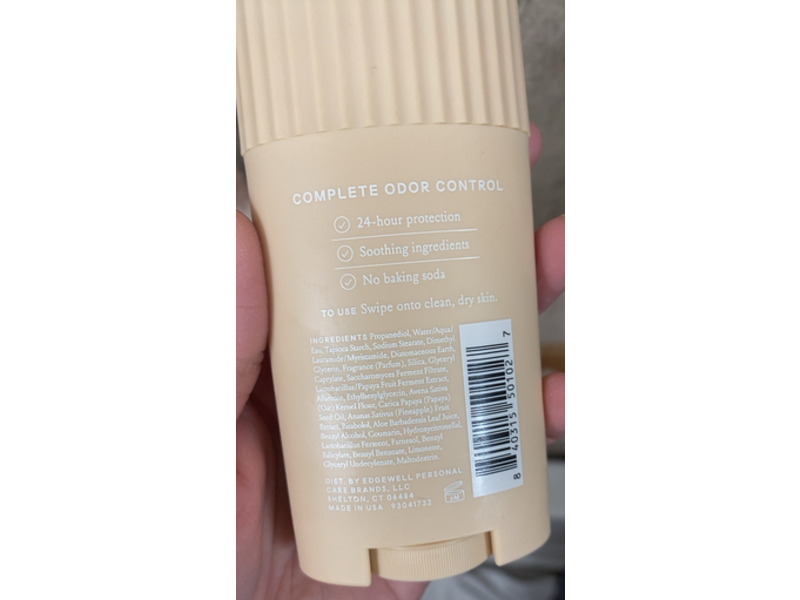 COMPLETE ODOR CONTROL
24-hour protection
Soothing ingredients
No baking soda
TO USE Swipe onto clean, dry skin.
INGREDIENTS Propanediol, Water/Aqua/
Eau, Tapioca Starch, Sodium Stearate, Dimethyl
Lauramide/Myristamide, Diatomaceous Earth,
Glycerin, Fragrance (Parfum), Silica, Glyceryl
Caprylate, Saccharomyces Ferment Filtrate,
Lactobacillus/Papaya Fruit Ferment Extract,
Allantoin, Ethylhexylglycerin, Avena Sativa
(Oat) Kernel Flour, Carica Papaya (Papaya)
Seed Oil, Ananas Sativus (Pineapple) Fruit
Extract, Bisabolol, Aloe Barbadensis Leaf Juice,
Benzyl Alcohol, Coumarin, Hydroxycitronellal,
Lactobacillus Ferment, Farnesol, Benzyl
Salicylate, Benzyl Benzoate, Limonene,
Glyceryl Undecylenate, Maltodextrin.
DIST. BY EDGEWELL PERSONAL
CARE BRANDS, LLC
SHELTON, CT 06484
MADE IN USA 93041733
8 40315 50102 7